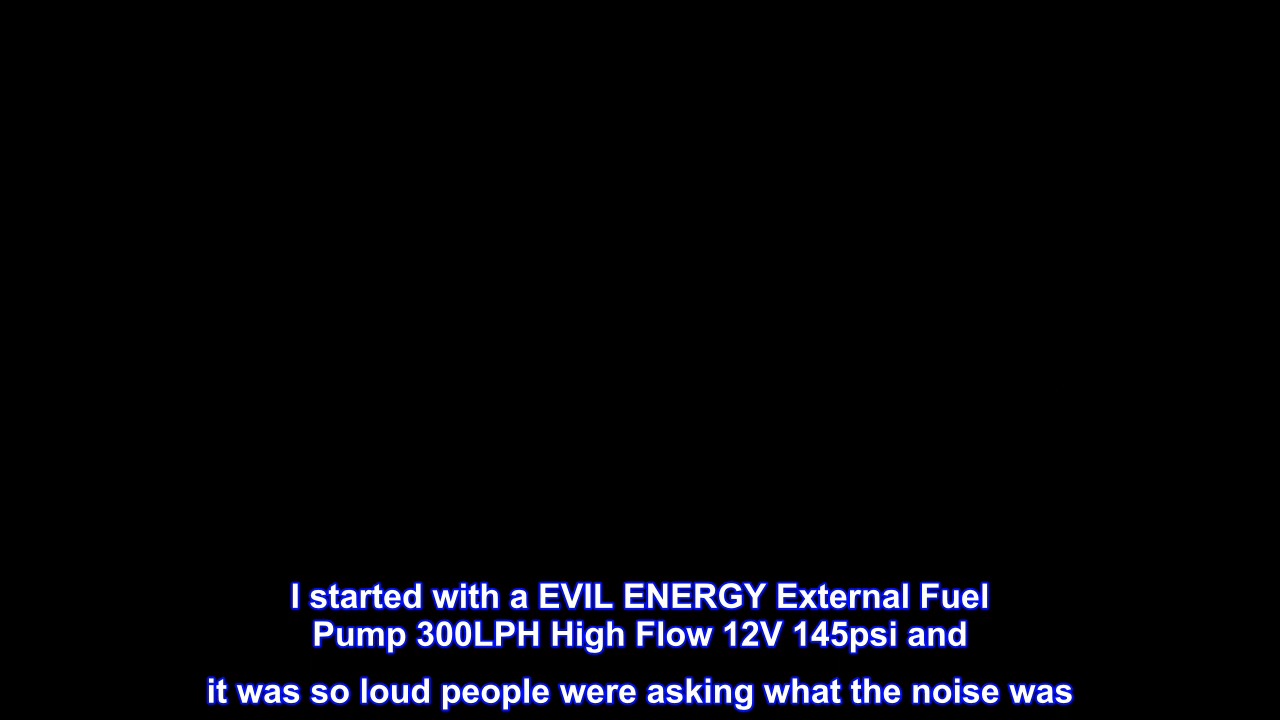 I started with a EVIL ENERGY External Fuel
Pump 300LPH High Flow 12V 145psi and
it was so loud people were asking what the noise was